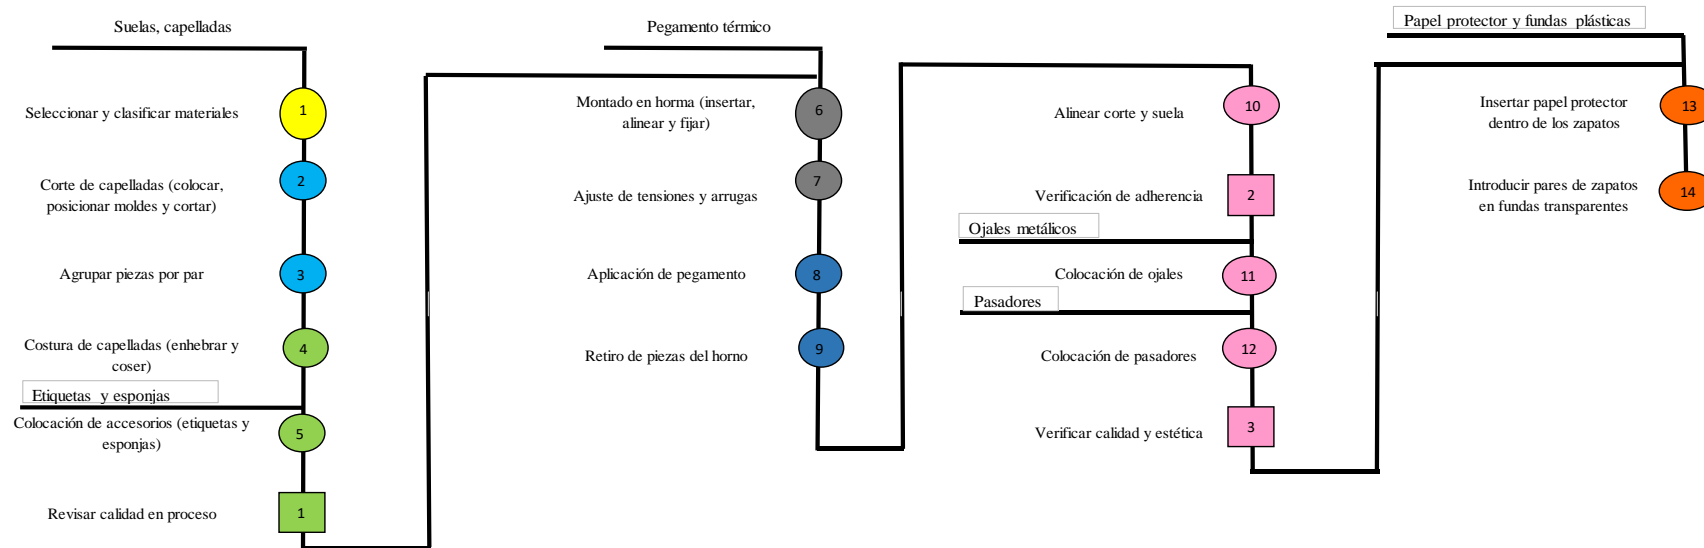 Suelas, capelladas
Seleccionar y clasificar materiales
1
Corte de capelladas (colocar,
posicionar moldes y cortar)
2
Agrupar piezas por par
3
Costura de capelladas (enhebrar y
coser)
4
Etiquetas y esponjas
Colocación de accesorios (etiquetas y
esponjas)
5
Revisar calidad en proceso
1
Pegamento térmico
Montado en horma (insertar,
alinear y fijar)
6
Ajuste de tensiones y arrugas
7
Aplicación de pegamento
8
Retiro de piezas del horno
9
Alinear corte y suela
10
Verificación de adherencia
2
Ojales metálicos
Colocación de ojales
11
Pasadores
Colocación de pasadores
12
Verificar calidad y estética
3
Papel protector y fundas plásticas
Insertar papel protector
dentro de los zapatos
13
Introducir pares de zapatos
en fundas transparentes
14